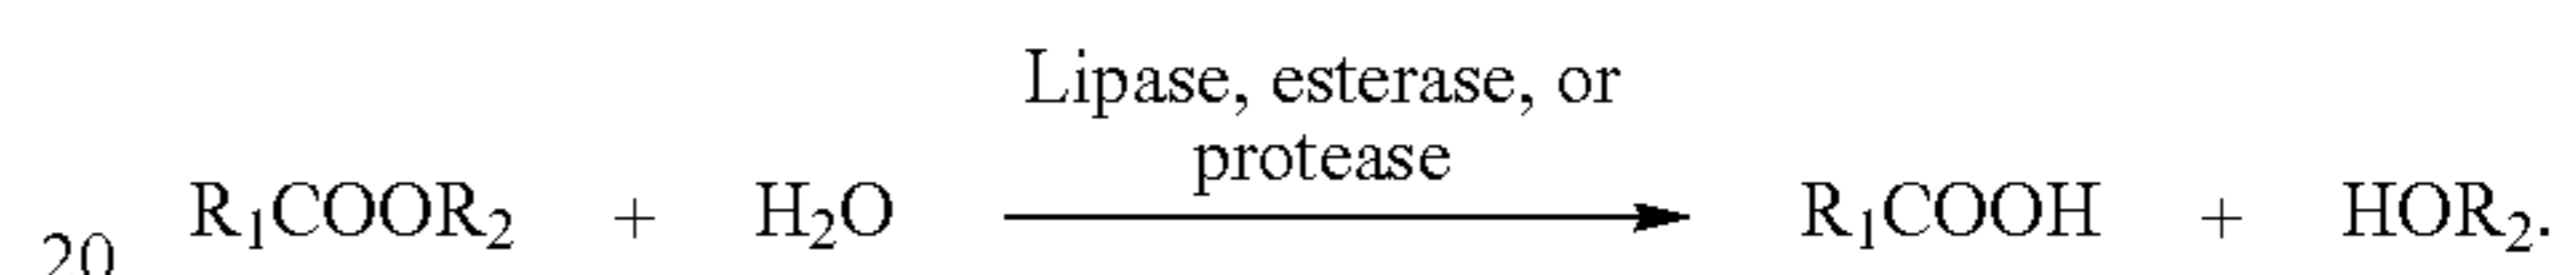 Lipase, esterase, or
protease
20 R₁COOR₂ + H₂O R₁COOH + HOR₂.